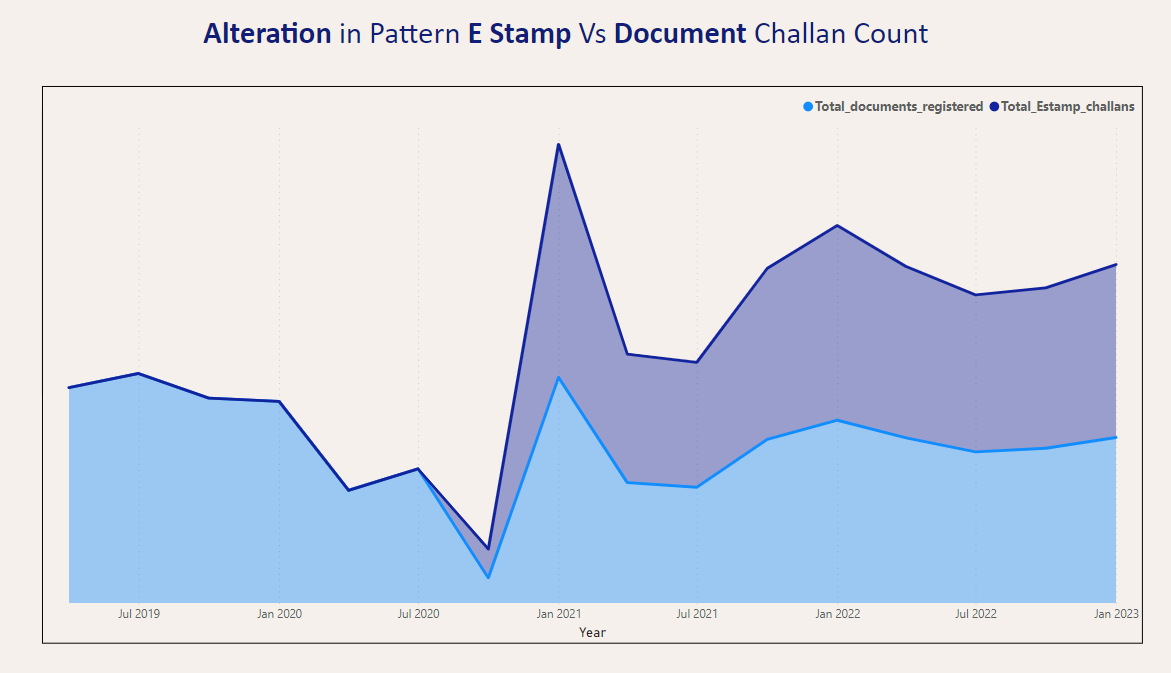 Alteration in Pattern E Stamp Vs Document Challan Count
Total_documents_registered Total_Estamp_challans
Jul 2019 Jan 2020 Jul 2020 Jan 2021 Jul 2021 Jan 2022 Jul 2022 Jan 2023
Year